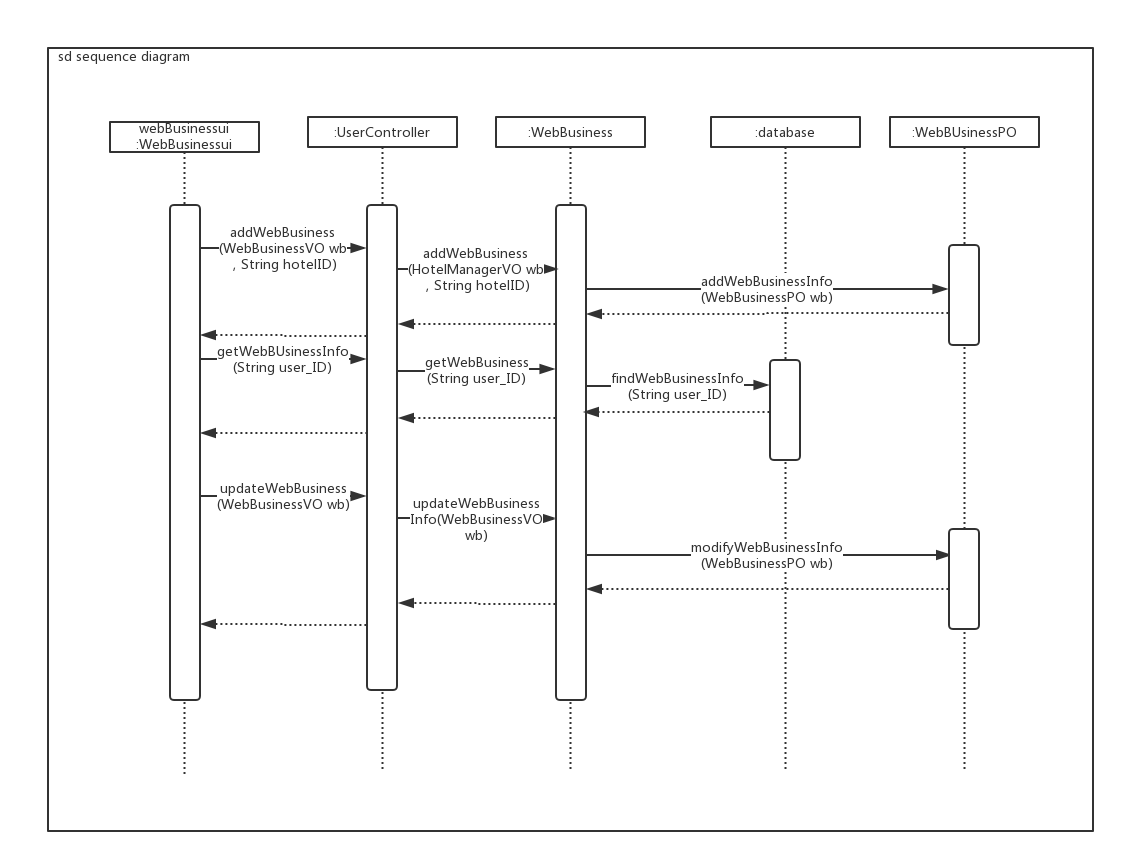 sd sequence diagram
webBusinessui
:WebBusinessui
:UserController
:WebBusiness
:database
:WebBUsinessPO
addWebBusiness
(WebBusinessVO wb
, String hotelID)
addWebBusiness
(HotelManagerVO wb
, String hotelID)
addWebBusinessInfo
(WebBusinessPO wb)
getWebBUsinessInfo
(String user_ID)
getWebBusiness
(String user_ID)
findWebBusinessInfo
(String user_ID)
updateWebBusiness
(WebBusinessVO wb)
updateWebBusiness
Info(WebBusinessVO
wb)
modifyWebBusinessInfo
(WebBusinessPO wb)